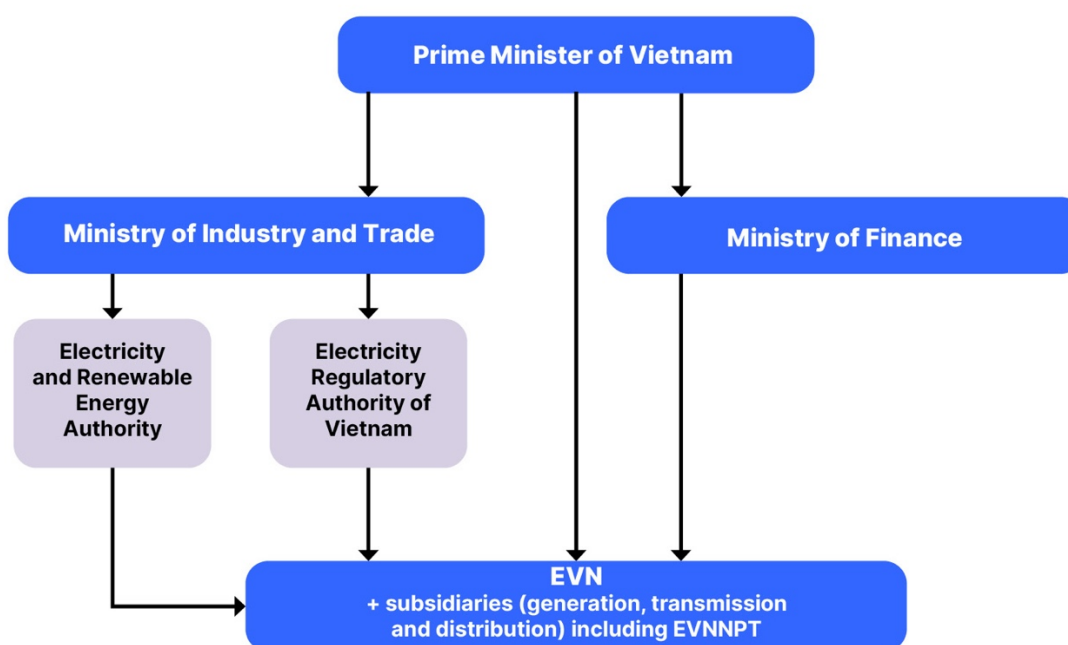 Prime Minister of Vietnam
Ministry of Industry and Trade
Ministry of Finance
Electricity
and Renewable
Energy
Authority
Electricity
Regulatory
Authority of
Vietnam
EVN
+ subsidiaries (generation, transmission
and distribution) including EVNNPT